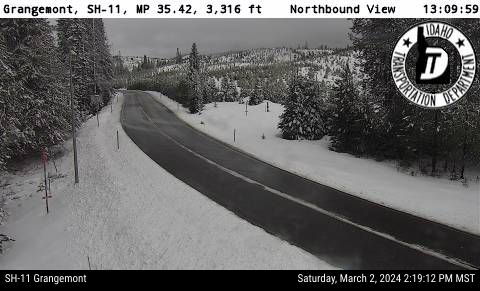 Grangemont, SH-11, MP 35.42, 3,316 ft Northbound View 13:09:59
IDAHO
TRANSPORTATION DEPARTMENT
SH-11 Grangemont Saturday, March 2, 2024 2:19:12 PM MST